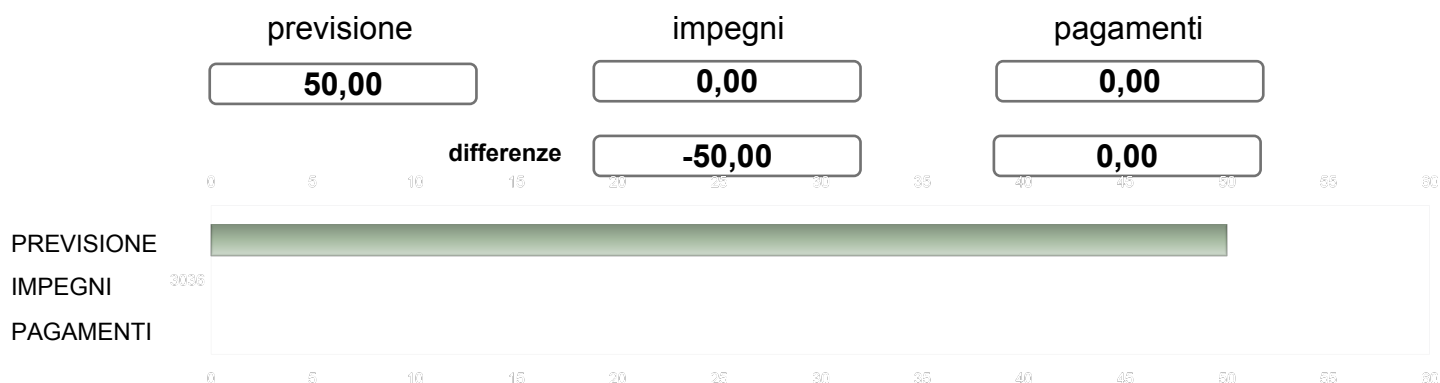 previsione impegni pagamenti
50,00 0,00 0,00
differenze -50,00 0,00
0 5 10 15 20 25 30 35 40 45 50 55 60
PREVISIONE
3036
IMPEGNI
PAGAMENTI
0 5 10 15 20 25 30 35 40 45 50 55 60